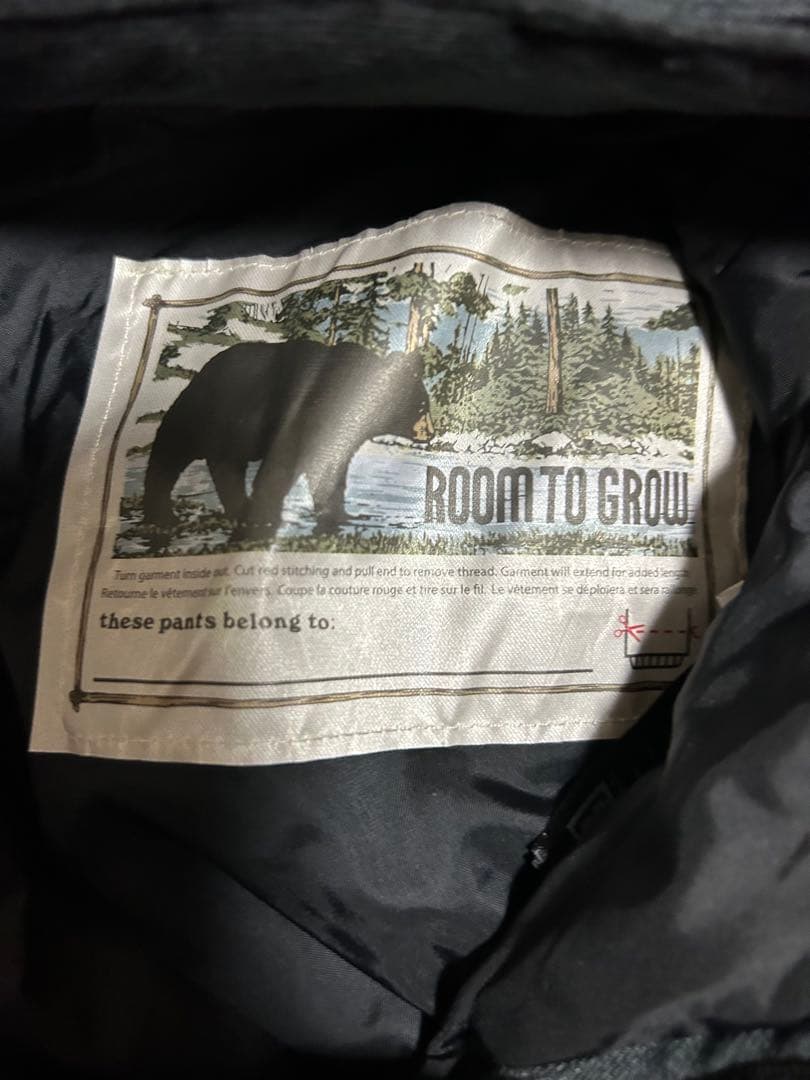 ROOM TO GROW
Turn garment inside out. Cut red stitching and pull end to remove thread. Garment will extend for added length
Retourne le vêtement sur l'envers. Coupe la couture rouge et tire sur le fil. Le vêtement se déploiera et sera
these pants belong to: